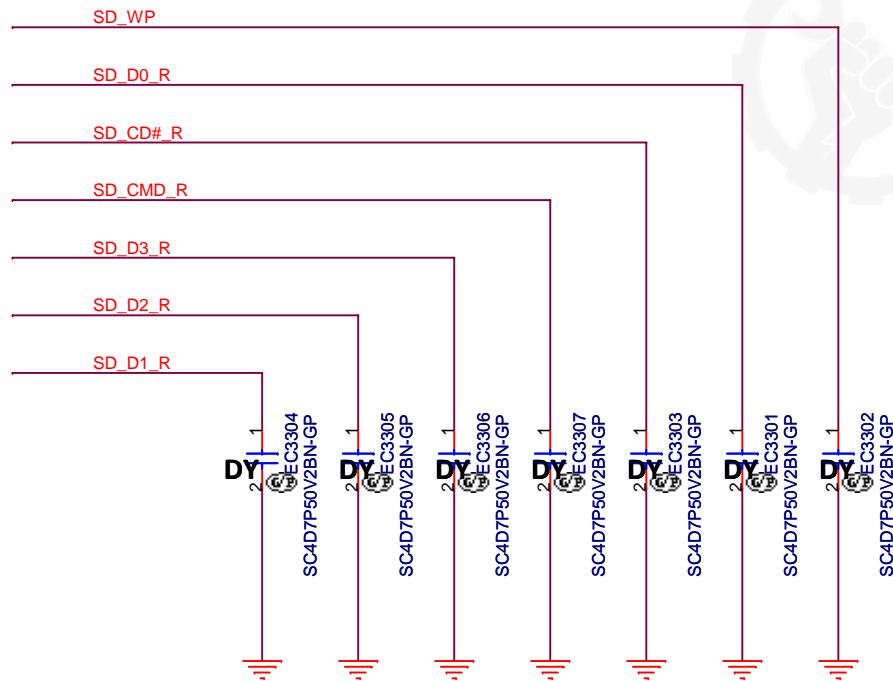 SD_WP
SD_D0_R
SD_CD#_R
SD_CMD_R
SD_D3_R
SD_D2_R
SD_D1_R
1
2
DY
G/P
EC3304
SC4D7P50V2BN-GP
1
2
DY
G/P
EC3305
SC4D7P50V2BN-GP
1
2
DY
G/P
EC3306
SC4D7P50V2BN-GP
1
2
DY
G/P
EC3307
SC4D7P50V2BN-GP
1
2
DY
G/P
EC3303
SC4D7P50V2BN-GP
1
2
DY
G/P
EC3301
SC4D7P50V2BN-GP
1
2
DY
G/P
EC3302
SC4D7P50V2BN-GP